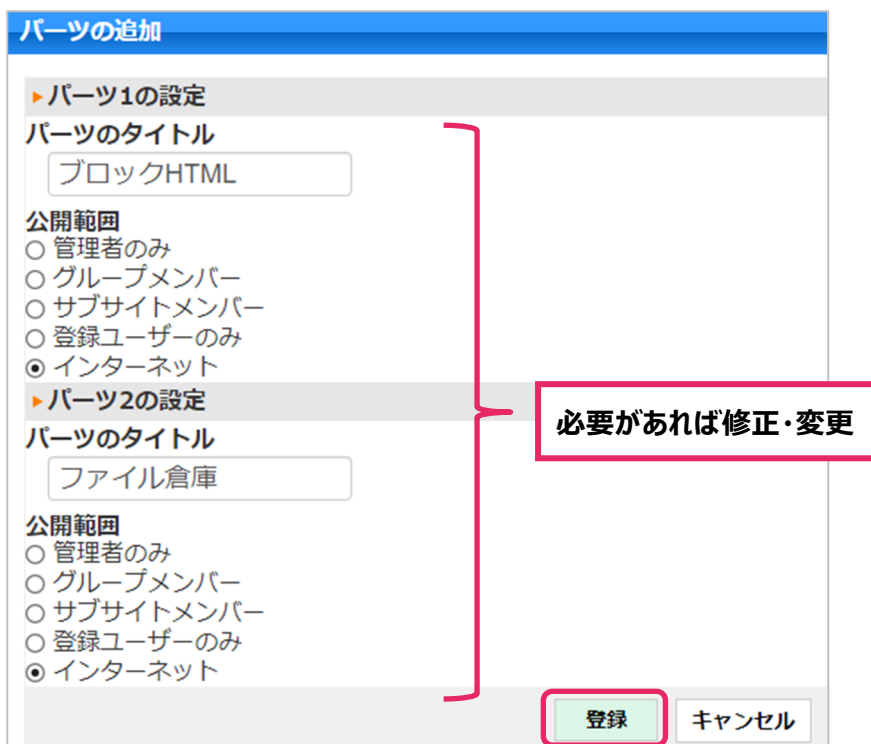 パーツの追加
パーツ1の設定
パーツのタイトル
ブロックHTML
公開範囲
管理者のみ
グループメンバー
サブサイトメンバー
登録ユーザーのみ
インターネット
パーツ2の設定
必要があれば修正・変更
パーツのタイトル
ファイル倉庫
公開範囲
管理者のみ
グループメンバー
サブサイトメンバー
登録ユーザーのみ
インターネット
登録 キャンセル